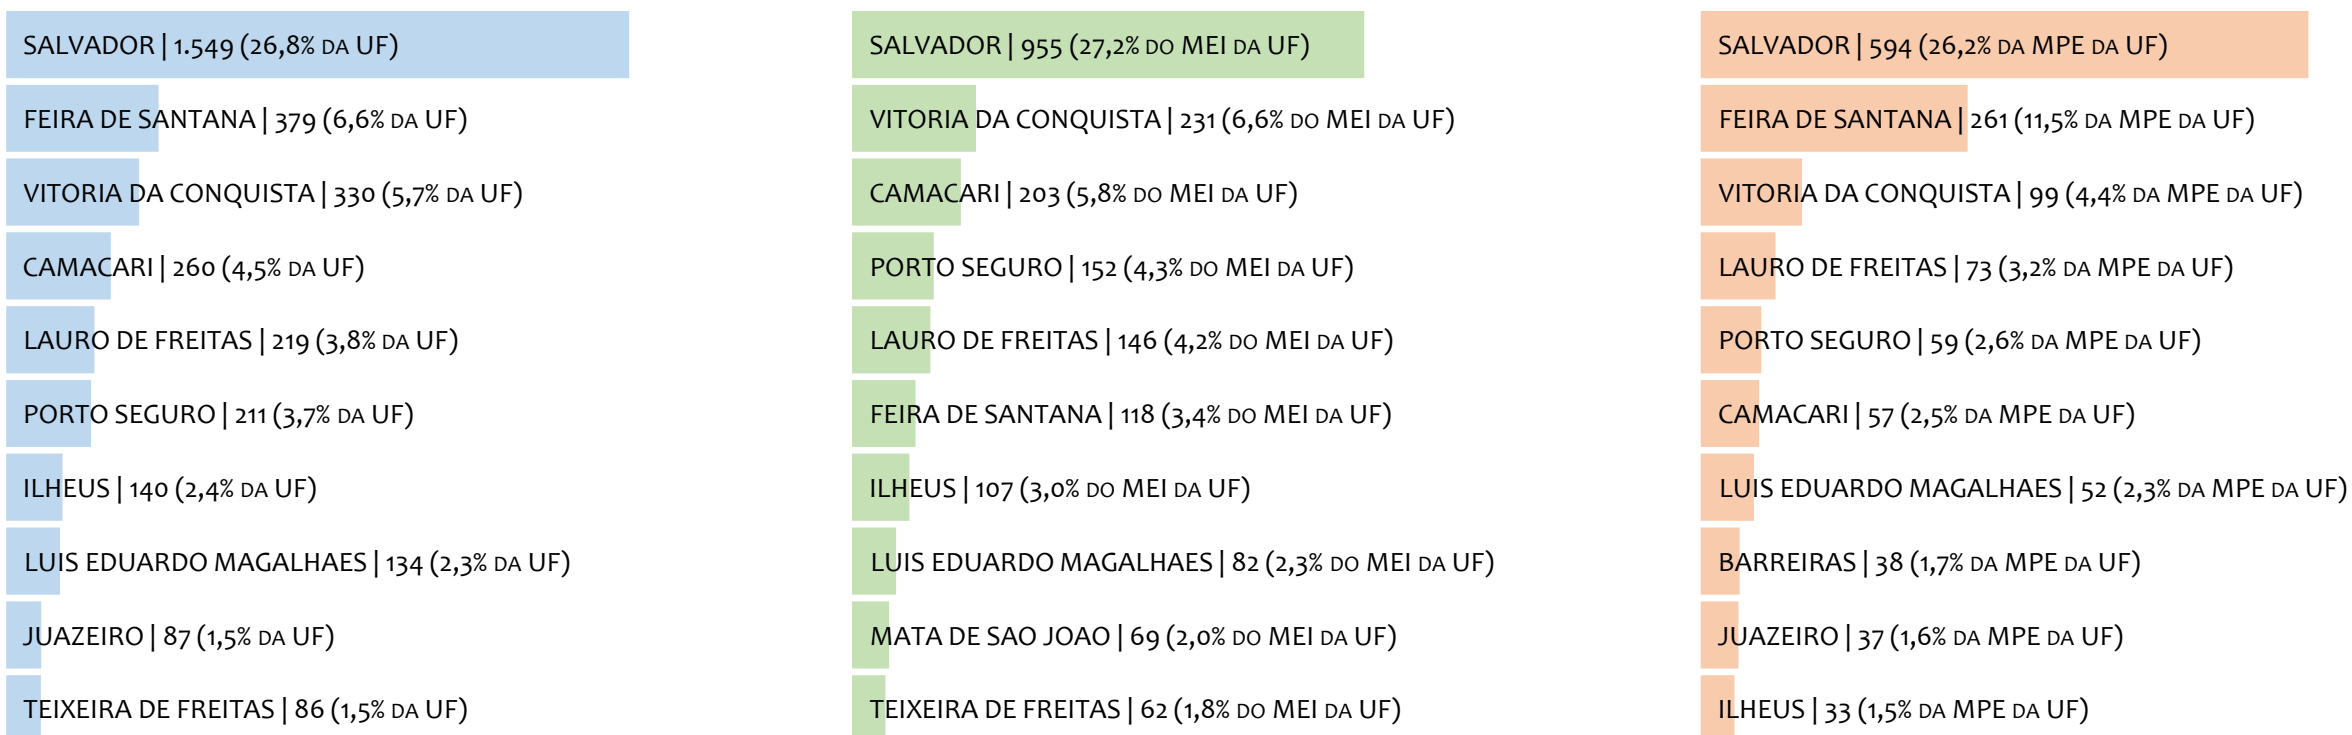 SALVADOR | 1.549 (26,8% DA UF)
FEIRA DE SANTANA | 379 (6,6% DA UF)
VITORIA DA CONQUISTA | 330 (5,7% DA UF)
CAMACARI | 260 (4,5% DA UF)
LAURO DE FREITAS | 219 (3,8% DA UF)
PORTO SEGURO | 211 (3,7% DA UF)
ILHEUS | 140 (2,4% DA UF)
LUIS EDUARDO MAGALHAES | 134 (2,3% DA UF)
JUAZEIRO | 87 (1,5% DA UF)
TEIXEIRA DE FREITAS | 86 (1,5% DA UF)
SALVADOR | 955 (27,2% DO MEI DA UF)
VITORIA DA CONQUISTA | 231 (6,6% DO MEI DA UF)
CAMACARI | 203 (5,8% DO MEI DA UF)
PORTO SEGURO | 152 (4,3% DO MEI DA UF)
LAURO DE FREITAS | 146 (4,2% DO MEI DA UF)
FEIRA DE SANTANA | 118 (3,4% DO MEI DA UF)
ILHEUS | 107 (3,0% DO MEI DA UF)
LUIS EDUARDO MAGALHAES | 82 (2,3% DO MEI DA UF)
MATA DE SAO JOAO | 69 (2,0% DO MEI DA UF)
TEIXEIRA DE FREITAS | 62 (1,8% DO MEI DA UF)
SALVADOR | 594 (26,2% DA MPE DA UF)
FEIRA DE SANTANA | 261 (11,5% DA MPE DA UF)
VITORIA DA CONQUISTA | 99 (4,4% DA MPE DA UF)
LAURO DE FREITAS | 73 (3,2% DA MPE DA UF)
PORTO SEGURO | 59 (2,6% DA MPE DA UF)
CAMACARI | 57 (2,5% DA MPE DA UF)
LUIS EDUARDO MAGALHAES | 52 (2,3% DA MPE DA UF)
BARREIRAS | 38 (1,7% DA MPE DA UF)
JUAZEIRO | 37 (1,6% DA MPE DA UF)
ILHEUS | 33 (1,5% DA MPE DA UF)